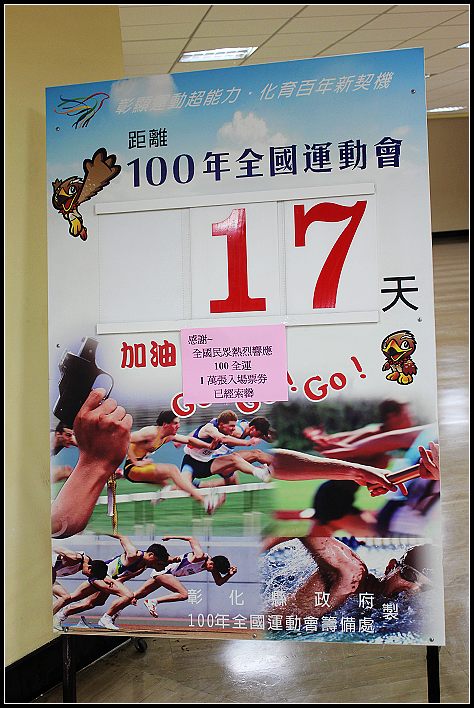 彰顯運動超能力·化育百年新契機
距離
100年全國運動會
17天
加油
Go! Go! Go!
感謝~
全國民眾熱烈響應
100全運
1萬張入場票券
已經索罄
彰化縣政府製
100年全國運動會籌備處